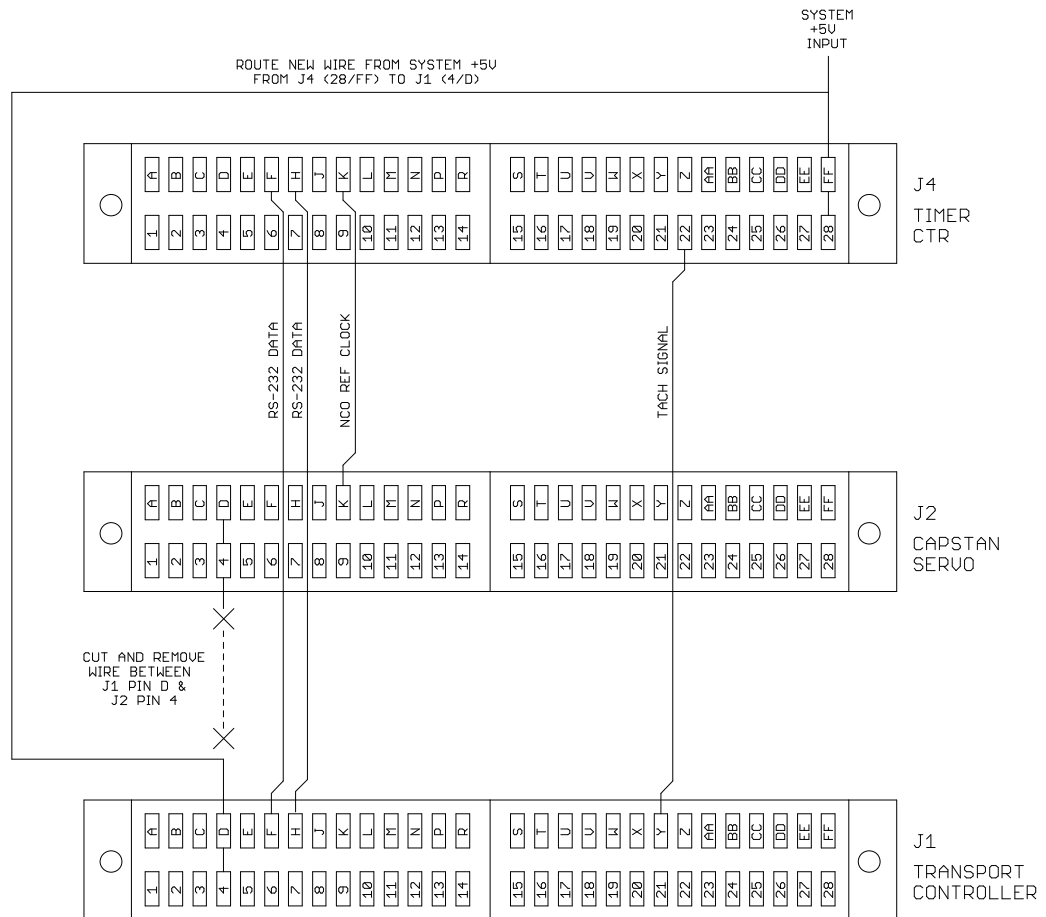 SYSTEM
+5V
INPUT
ROUTE NEW WIRE FROM SYSTEM +5V
FROM J4 (28/FF) TO J1 (4/D)
A B C D E F H J K L M N P R S T U V W X Y Z AA BB CC DD EE FF
1 2 3 4 5 6 7 8 9 10 11 12 13 14 15 16 17 18 19 20 21 22 23 24 25 26 27 28
J4
TIMER
CTR
RS-232 DATA
RS-232 DATA
NCO REF CLOCK
TACH SIGNAL
A B C D E F H J K L M N P R S T U V W X Y Z AA BB CC DD EE FF
1 2 3 4 5 6 7 8 9 10 11 12 13 14 15 16 17 18 19 20 21 22 23 24 25 26 27 28
J2
CAPSTAN
SERVO
CUT AND REMOVE
WIRE BETWEEN
J1 PIN D &
J2 PIN 4
A B C D E F H J K L M N P R S T U V W X Y Z AA BB CC DD EE FF
1 2 3 4 5 6 7 8 9 10 11 12 13 14 15 16 17 18 19 20 21 22 23 24 25 26 27 28
J1
TRANSPORT
CONTROLLER